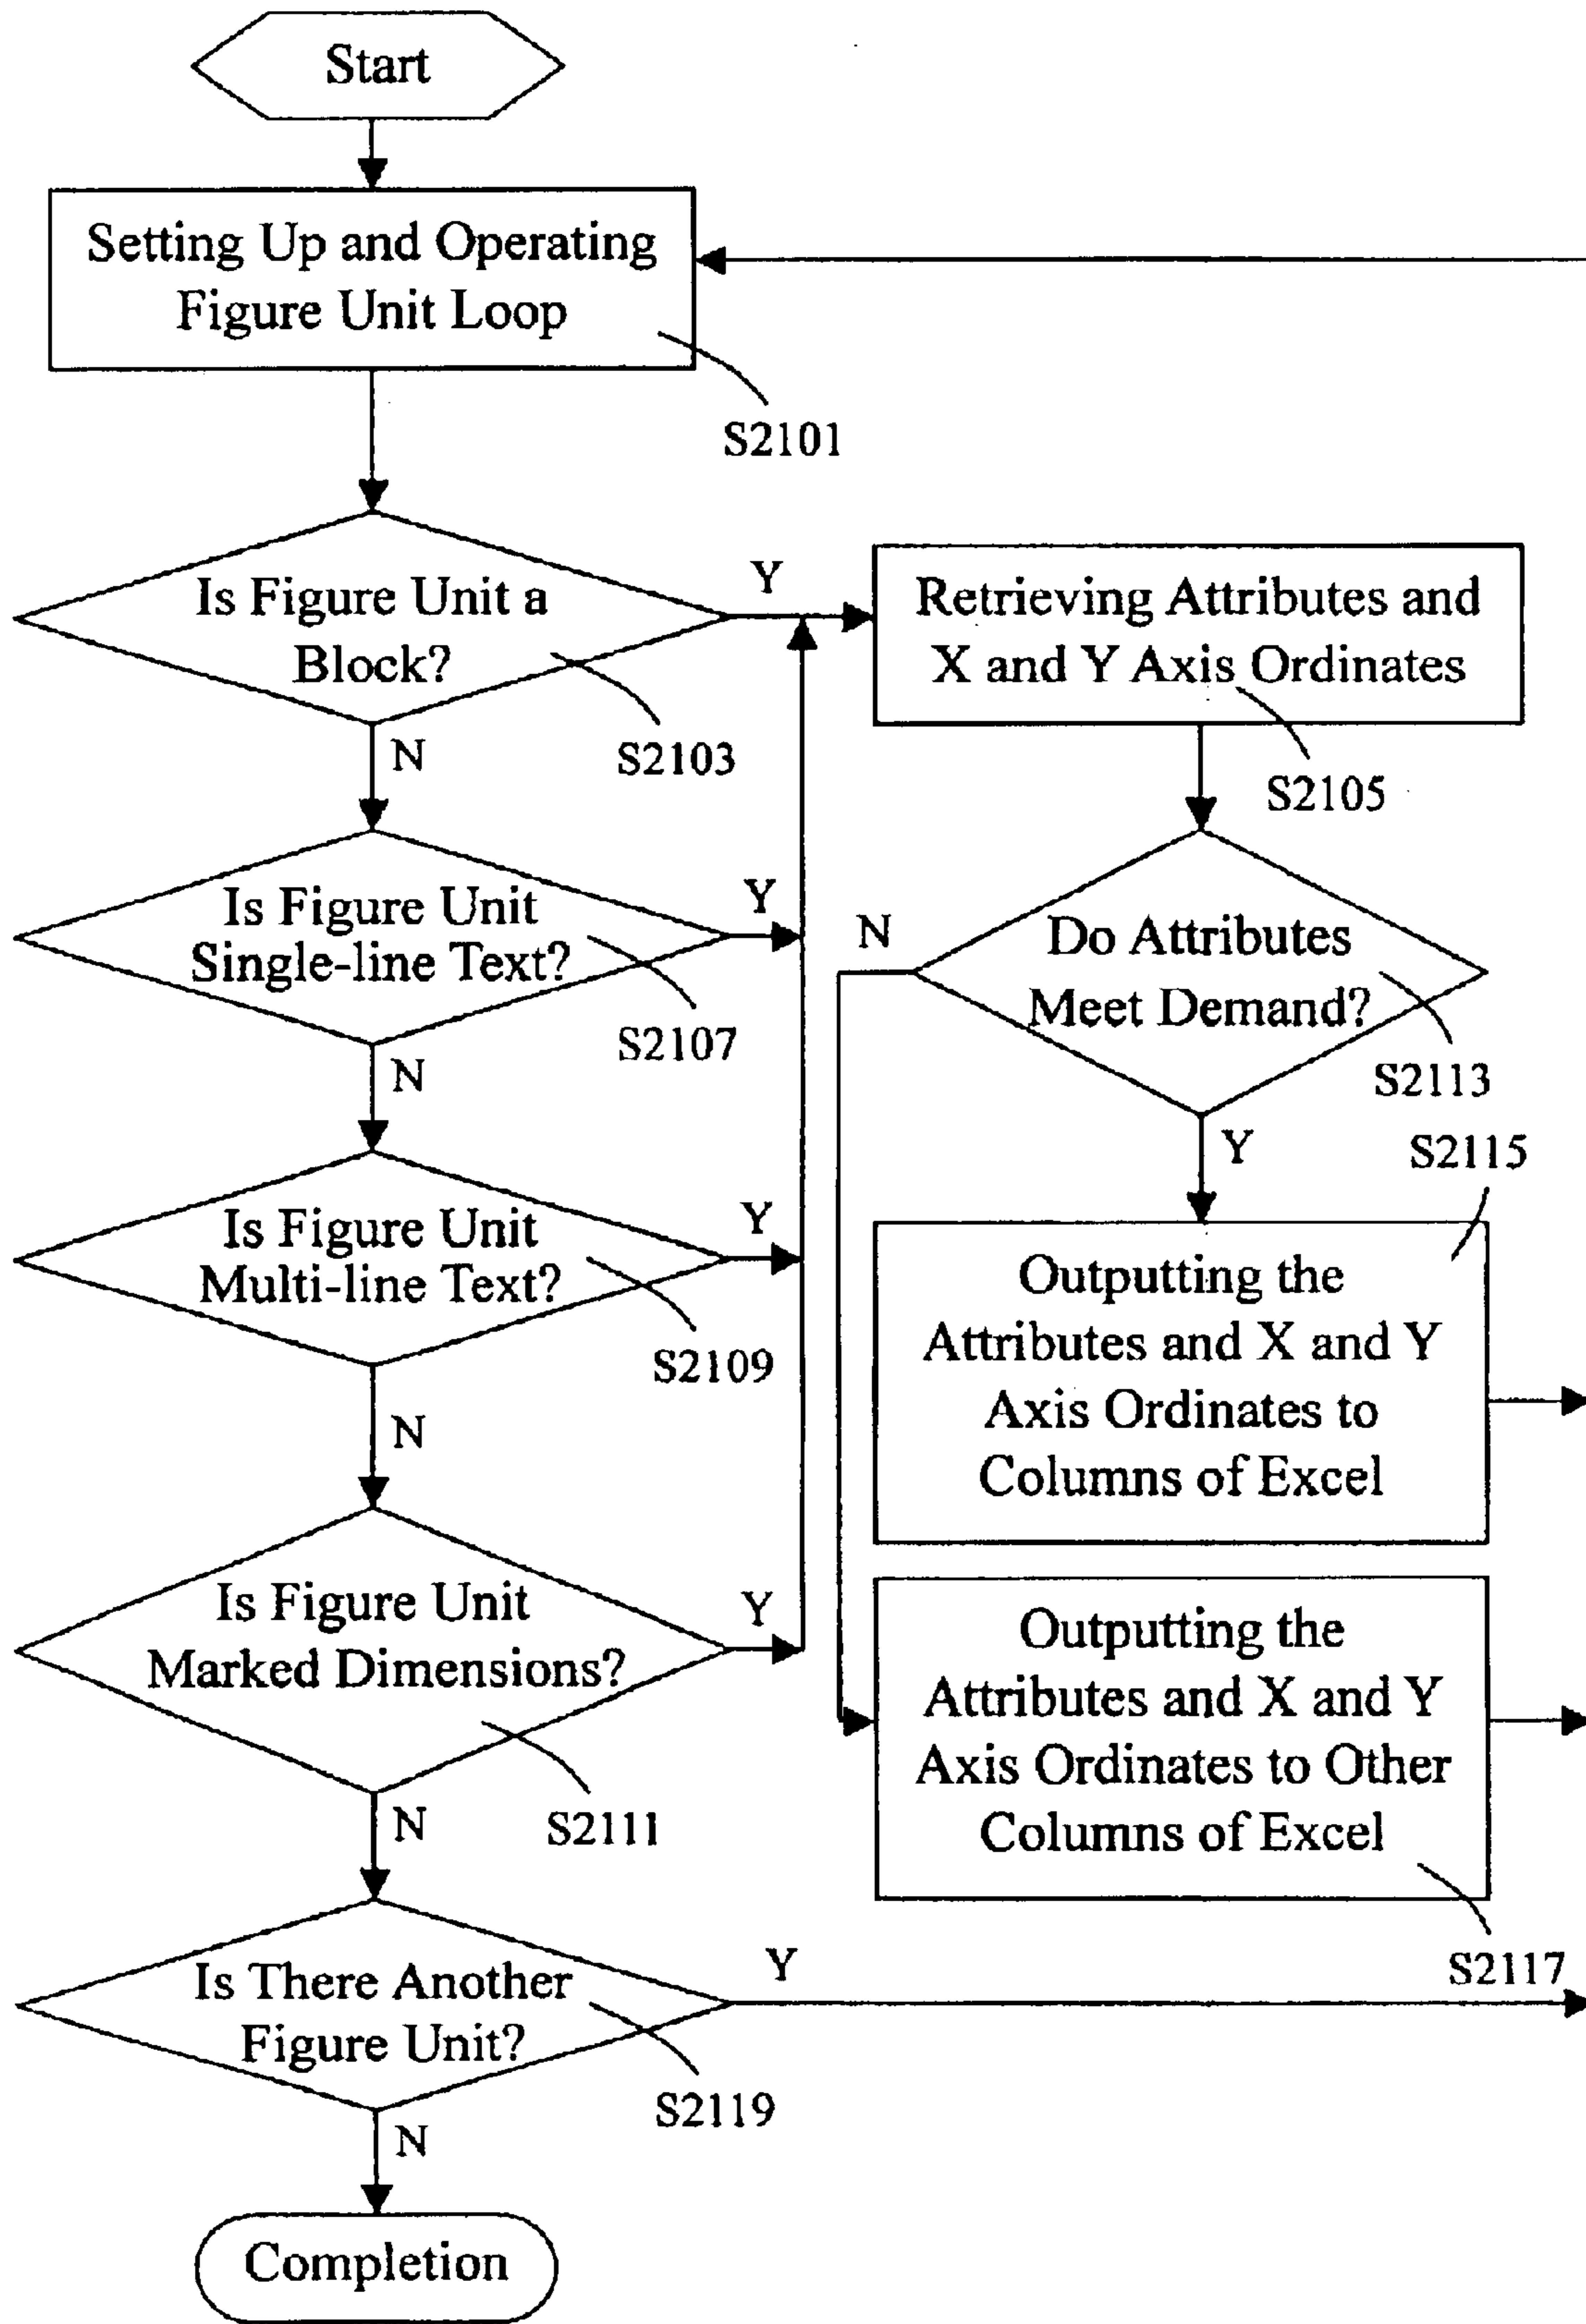 Start
Setting Up and Operating
Figure Unit Loop
S2101
Is Figure Unit a
Block?
S2103
Y
N
Retrieving Attributes and
X and Y Axis Ordinates
S2105
Is Figure Unit
Single-line Text?
S2107
Y
N
Do Attributes
Meet Demand?
S2113
N
Y
Is Figure Unit
Multi-line Text?
S2109
Y
N
S2115
Outputting the
Attributes and X and Y
Axis Ordinates to
Columns of Excel
Is Figure Unit
Marked Dimensions?
S2111
Y
N
Outputting the
Attributes and X and Y
Axis Ordinates to Other
Columns of Excel
S2117
Is There Another
Figure Unit?
S2119
Y
N
Completion